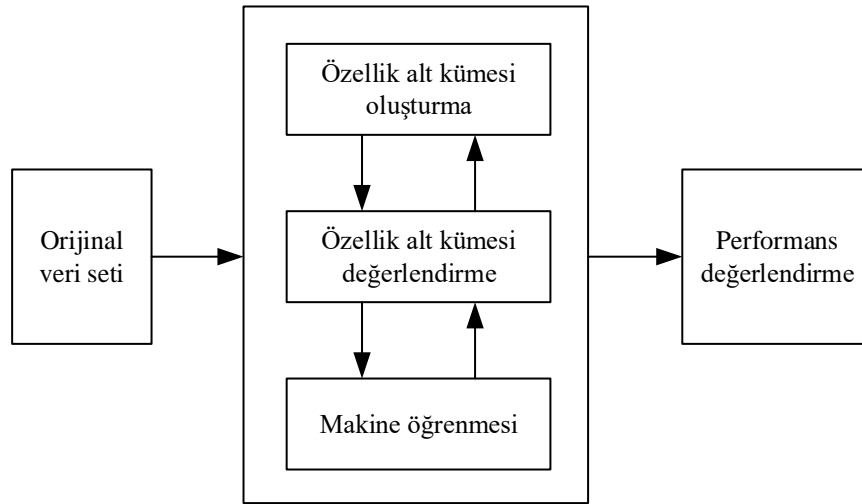 Orijinal
veri seti
Özellik alt kümesi
oluşturma
Özellik alt kümesi
değerlendirme
Makine öğrenmesi
Performans
değerlendirme